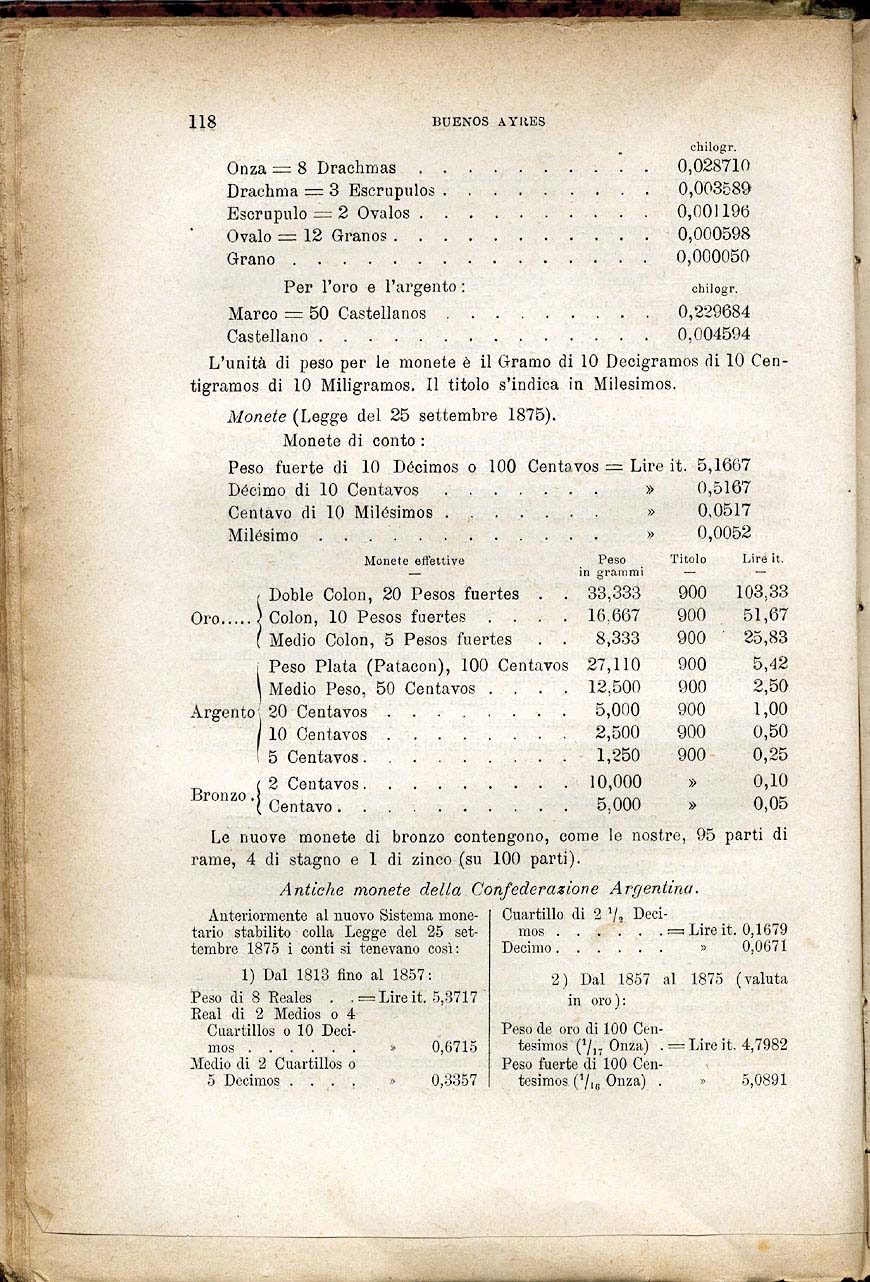 118 BUENOS AYRES
chilogr.
Onza = 8 Drachmas . . . . . . . . . . 0,028710
Drachma = 3 Escrupulos . . . . . . . . . 0,003589
Escrupulo = 2 Ovalos . . . . . . . . . . 0,001196
Ovalo = 12 Granos . . . . . . . . . . . 0,000598
Grano . . . . . . . . . . . . . . . 0,000050
Per l'oro e l'argento : chilogr.
Marco = 50 Castellanos . . . . . . . . . 0,229684
Castellano . . . . . . . . . . . . . . 0,004594
L'unità di peso per le monete è il Gramo di 10 Decigramos di 10 Cen-
tigramos di 10 Miligramos. Il titolo s'indica in Milesimos.
Monete (Legge del 25 settembre 1875).
Monete di conto :
Peso fuerte di 10 Décimos o 100 Centavos = Lire it. 5,1667
Décimo di 10 Centavos . . . . . . . » 0,5167
Centavo di 10 Milésimos . . . . . . . » 0,0517
Milésimo . . . . . . . . . . . . » 0,0052
Monete effettive Peso in grammi Titolo Lire it.
Oro..... Doble Colon, 20 Pesos fuertes . . 33,333 900 103,33
Colon, 10 Pesos fuertes . . . . 16,667 900 51,67
Medio Colon, 5 Pesos fuertes . . 8,333 900 25,83
Argento Peso Plata (Patacon), 100 Centavos 27,110 900 5,42
Medio Peso, 50 Centavos . . . . 12,500 900 2,50
20 Centavos . . . . . . . . 5,000 900 1,00
10 Centavos . . . . . . . . 2,500 900 0,50
5 Centavos . . . . . . . . . 1,250 900 0,25
Bronzo . 2 Centavos . . . . . . . . . 10,000 » 0,10
Centavo . . . . . . . . . . 5,000 » 0,05
Le nuove monete di bronzo contengono, come le nostre, 95 parti di
rame, 4 di stagno e 1 di zinco (su 100 parti).
Antiche monete della Confederazione Argentina.
Anteriormente al nuovo Sistema mone-
tario stabilito colla Legge del 25 set-
tembre 1875 i conti si tenevano così :
1) Dal 1813 fino al 1857 :
Peso di 8 Reales . . = Lire it. 5,3717
Real di 2 Medios o 4
Cuartillos o 10 Deci-
mos . . . . . . » 0,6715
Medio di 2 Cuartillos o
5 Decimos . . . . » 0,3357
Cuartillo di 2 1/2 Deci-
mos . . . . . . = Lire it. 0,1679
Decimo . . . . . . » 0,0671
2) Dal 1857 al 1875 (valuta
in oro) :
Peso de oro di 100 Cen-
tesimos (1/17 Onza) . = Lire it. 4,7982
Peso fuerte di 100 Cen-
tesimos (1/16 Onza) . » 5,0891